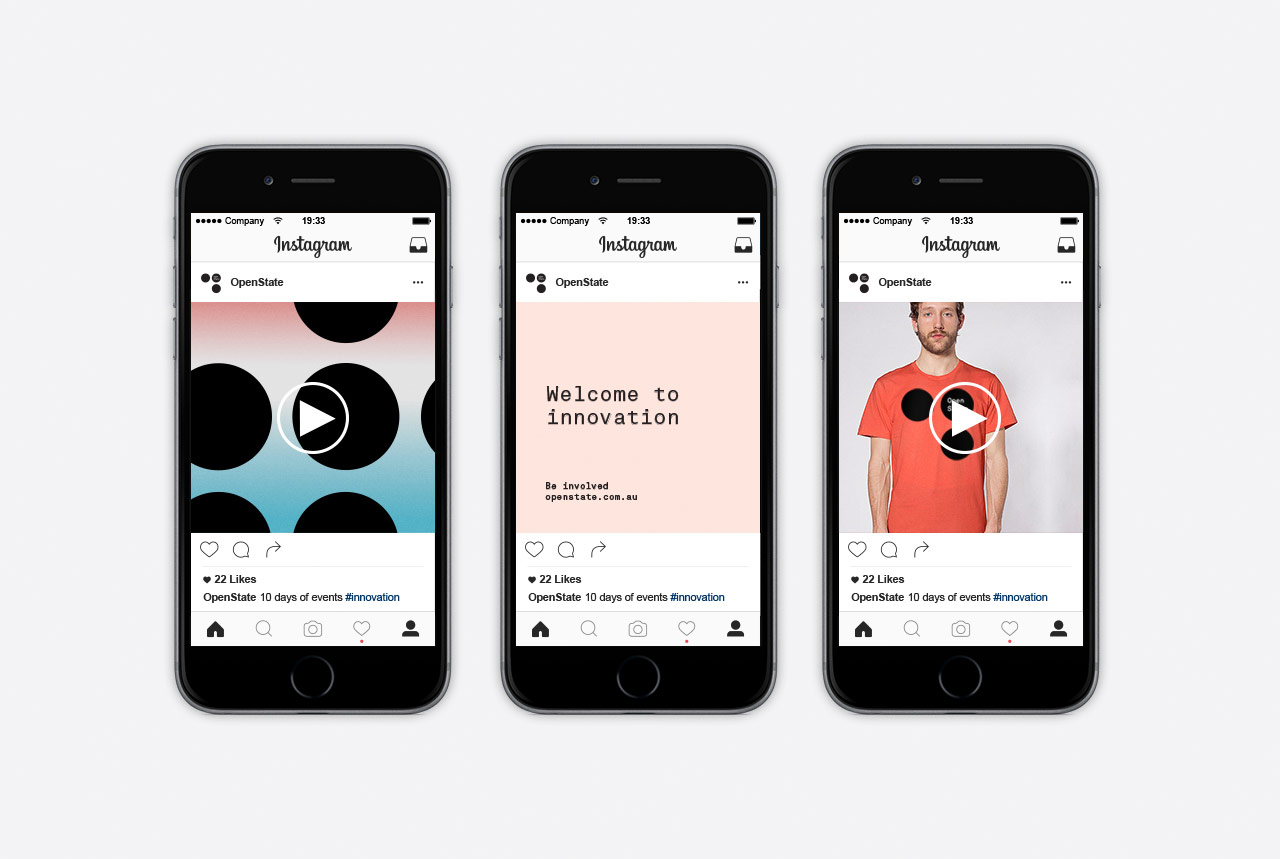 Company 19:33
Instagram
OpenState
22 Likes
OpenState 10 days of events #innovation
Company 19:33
Instagram
OpenState
Welcome to
innovation
Be involved
openstate.com.au
22 Likes
OpenState 10 days of events #innovation
Company 19:33
Instagram
OpenState
Open
22 Likes
OpenState 10 days of events #innovation